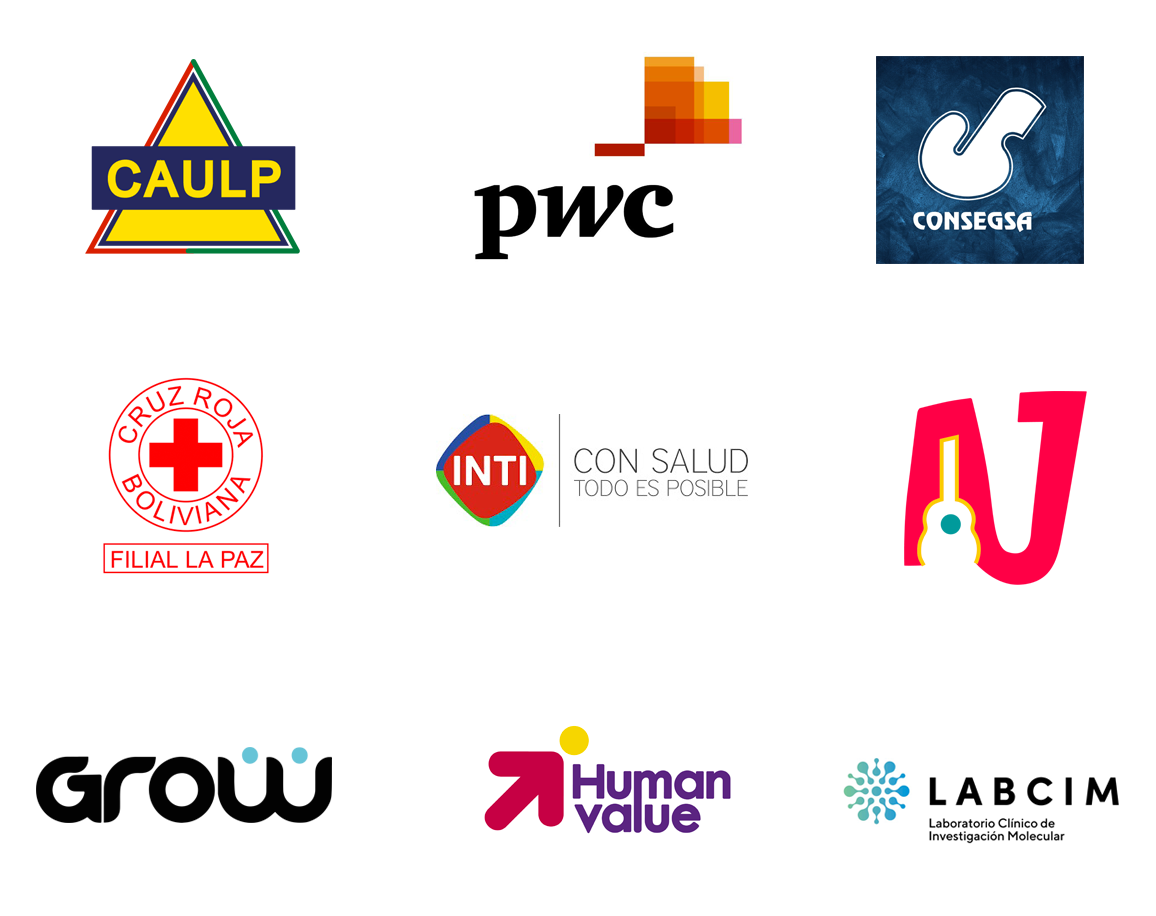 CAULP
pwc
CONSEGSA
CRUZ ROJA
BOLIVIANA
FILIAL LA PAZ
INTI
CON SALUD
TODO ES POSIBLE
AJ
Grow
Human
value
LABCIM
Laboratorio Clínico de
Investigación Molecular